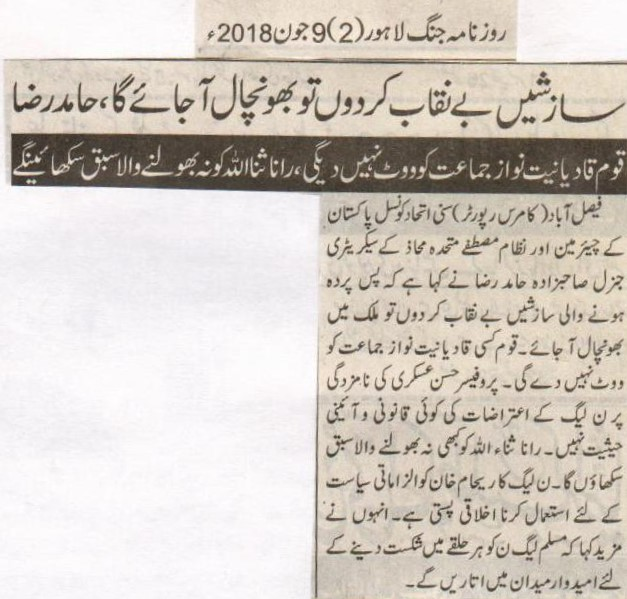 روزنامہ جنگ لاہور (2) 9 جون 2018ء
سازشیں بے نقاب کردوں تو بھونچال آجائے گا، حامد رضا
قوم قادیانیت نواز جماعت کو ووٹ نہیں دیگی، رانا ثنااللہ کو نہ بھولنے والا سبق سکھائینگے
فیصل آباد (کامرس رپورٹر) سنی اتحاد کونسل پاکستان
کے چیئرمین اور نظام مصطفےٰ متحدہ محاذ کے سیکریٹری
جنرل صاحبزادہ حامد رضا نے کہا ہے کہ پس پردہ
ہونے والی سازشیں بے نقاب کر دوں تو ملک میں
بھونچال آ جائے۔ قوم کسی قادیانیت نواز جماعت کو
ووٹ نہیں دے گی۔ پروفیسر حسن عسکری کی نامزدگی
پر ن لیگ کے اعتراضات کی کوئی قانونی و آئینی
حیثیت نہیں۔ رانا ثناء اللہ کو کبھی نہ بھولنے والا سبق
سکھاؤں گا۔ ن لیگ کا ریحام خان کو الزاماتی سیاست
کے لئے استعمال کرنا اخلاقی پستی ہے۔ انہوں نے
مزید کہا کہ مسلم لیگ ن کو ہر حلقے میں شکست دینے کے
لئے امیدوار میدان میں اتاریں گے۔